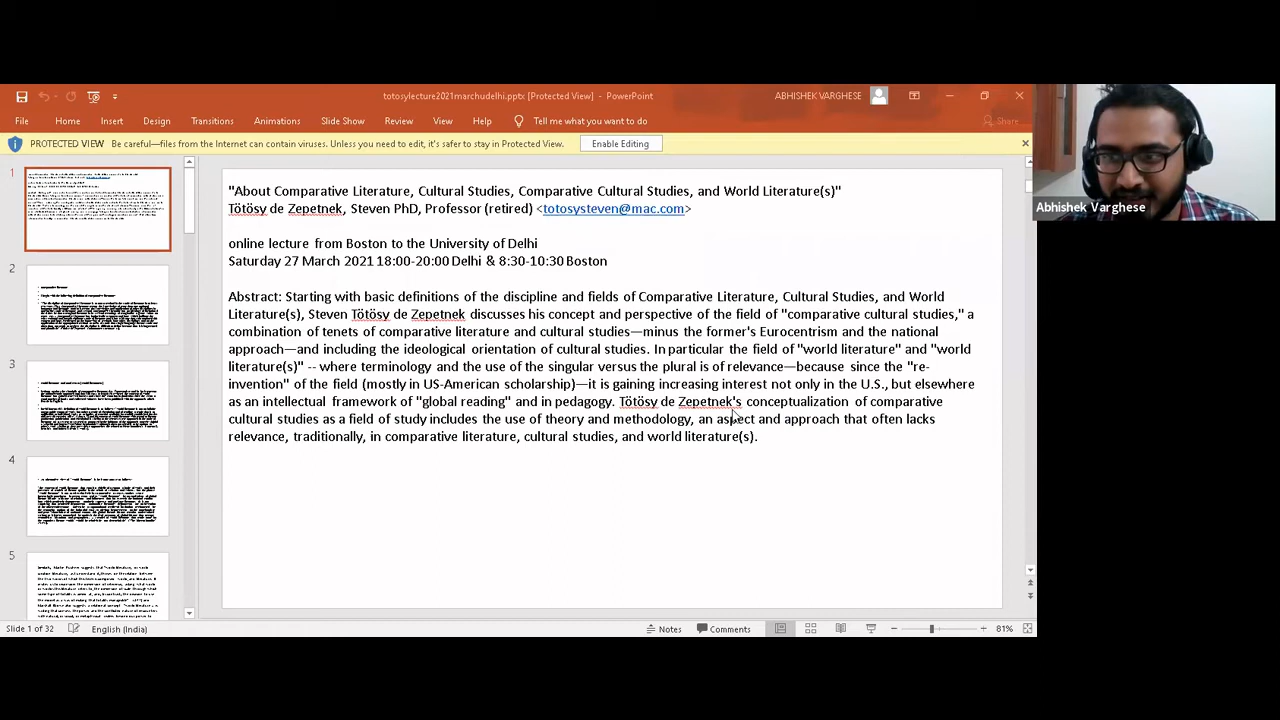 totosylecture2021marchudelhi.pptx [Protected View] - PowerPoint
ABHISHEK VARGHESE
File Home Insert Design Transitions Animations Slide Show Review View Help Tell me what you want to do Share
PROTECTED VIEW Be careful—files from the Internet can contain viruses. Unless you need to edit, it's safer to stay in Protected View. Enable Editing
1
2
3
4
5
"About Comparative Literature, Cultural Studies, Comparative Cultural Studies, and World Literature(s)"
Tötösy de Zepetnek, Steven PhD, Professor (retired) <totosysteven@mac.com>
online lecture from Boston to the University of Delhi
Saturday 27 March 2021 18:00-20:00 Delhi & 8:30-10:30 Boston
Abstract: Starting with basic definitions of the discipline and fields of Comparative Literature, Cultural Studies, and World
Literature(s), Steven Tötösy de Zepetnek discusses his concept and perspective of the field of "comparative cultural studies," a
combination of tenets of comparative literature and cultural studies—minus the former's Eurocentrism and the national
approach—and including the ideological orientation of cultural studies. In particular the field of "world literature" and "world
literature(s)" -- where terminology and the use of the singular versus the plural is of relevance—because since the "re-
invention" of the field (mostly in US-American scholarship)—it is gaining increasing interest not only in the U.S., but elsewhere
as an intellectual framework of "global reading" and in pedagogy. Tötösy de Zepetnek's conceptualization of comparative
cultural studies as a field of study includes the use of theory and methodology, an aspect and approach that often lacks
relevance, traditionally, in comparative literature, cultural studies, and world literature(s).
Abhishek Varghese
Slide 1 of 32 English (India) Notes Comments 81%